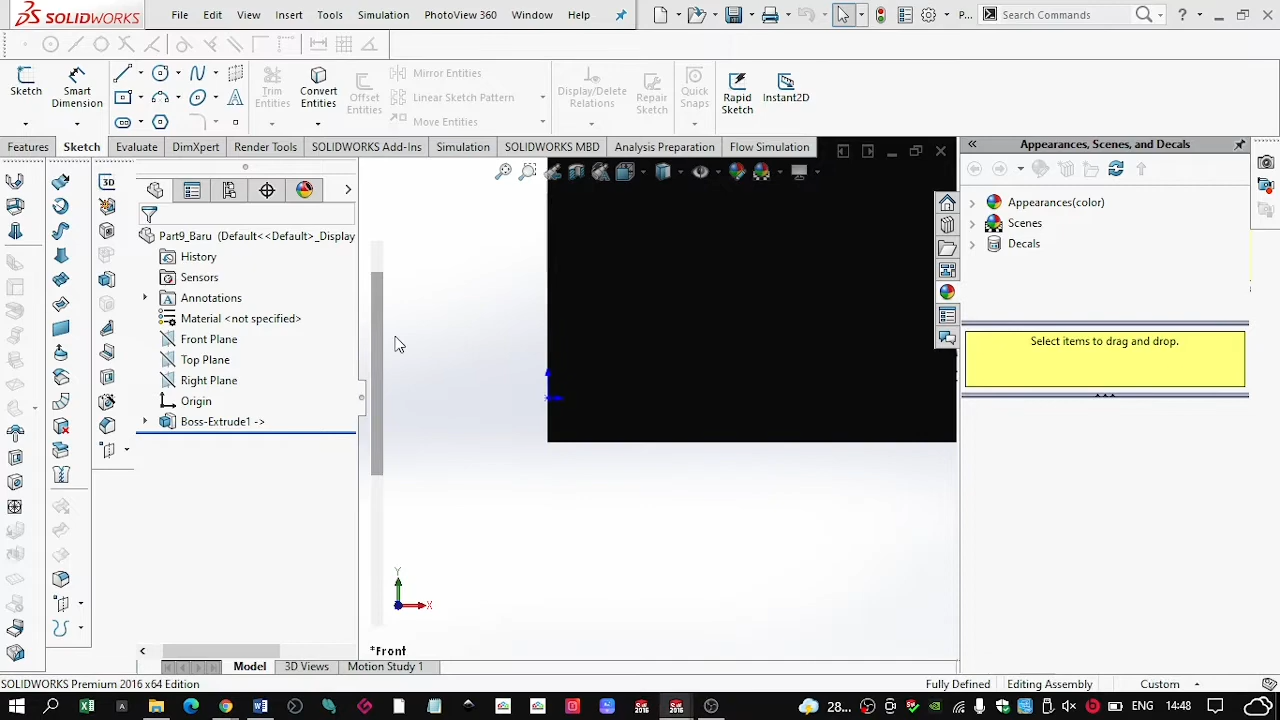 SOLIDWORKS File Edit View Insert Tools Simulation PhotoView 360 Window Help P... Search Commands ?
Sketch Smart Dimension Trim Entities Convert Entities Offset Entities Mirror Entities Linear Sketch Pattern Move Entities Display/Delete Relations Repair Sketch Quick Snaps Rapid Sketch Instant2D
Features Sketch Evaluate DimXpert Render Tools SOLIDWORKS Add-Ins Simulation SOLIDWORKS MBD Analysis Preparation Flow Simulation
Appearances, Scenes, and Decals
3D
Part9_Baru (Default<<Default>_Display
History
Sensors
Annotations
Material <not specified>
Front Plane
Top Plane
Right Plane
Origin
Boss-Extrude1 ->
Appearances(color)
Scenes
Decals
Select items to drag and drop.
Y
X
*Front
Model 3D Views Motion Study 1
SOLIDWORKS Premium 2016 x64 Edition Fully Defined Editing Assembly Custom
28... ENG 14:48